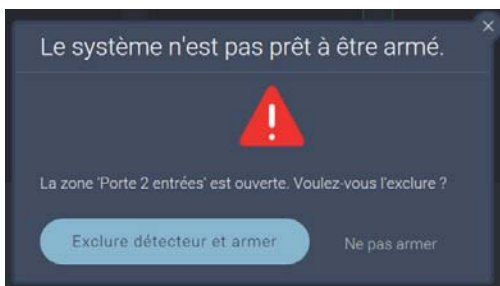 Le système n'est pas prêt à être armé.
La zone 'Porte 2 entrées' est ouverte. Voulez-vous l'exclure ?
Exclure détecteur et armer
Ne pas armer